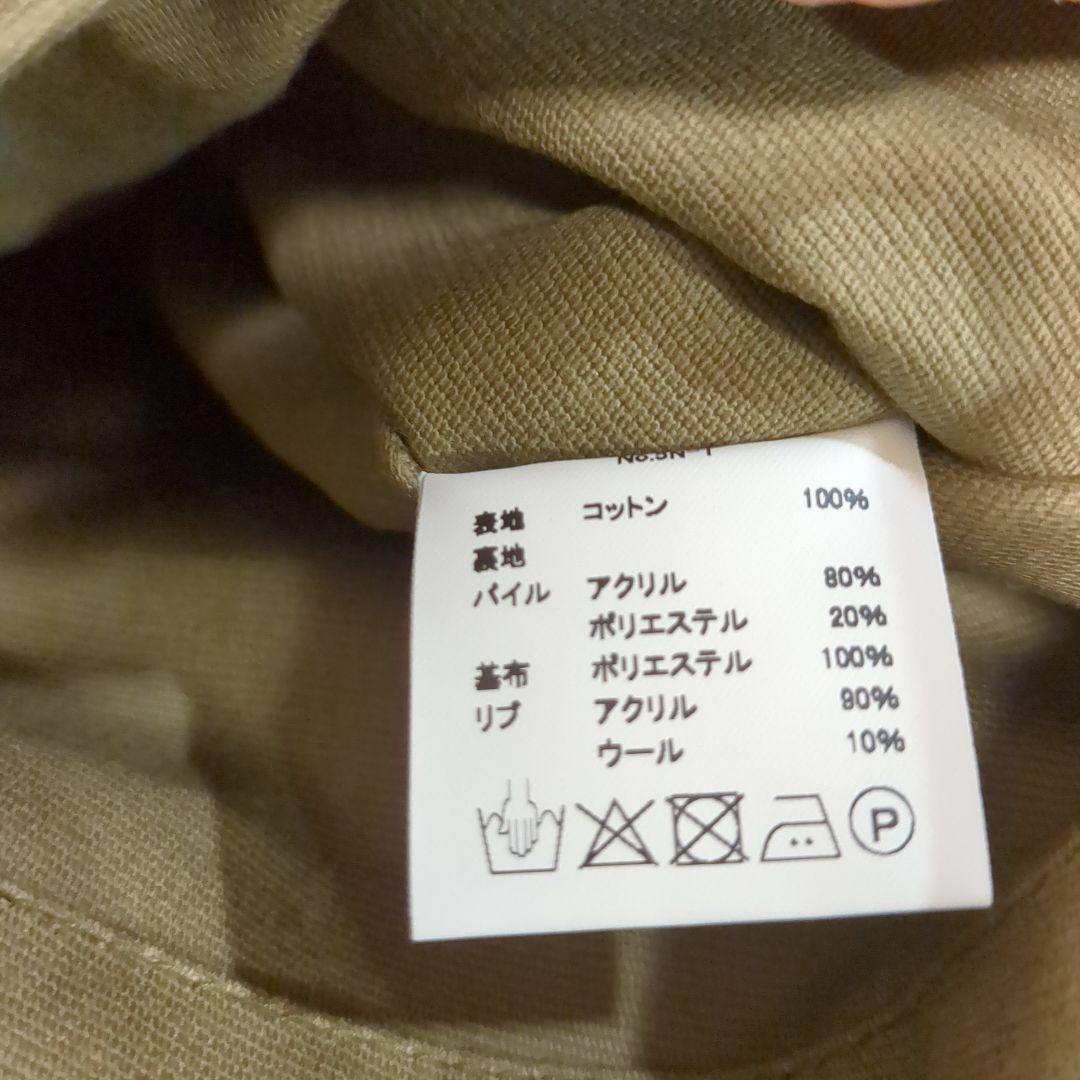 表地 コットン 100%
裏地
パイル アクリル 80%
ポリエステル 20%
基布 ポリエステル 100%
リブ アクリル 90%
ウール 10%
P